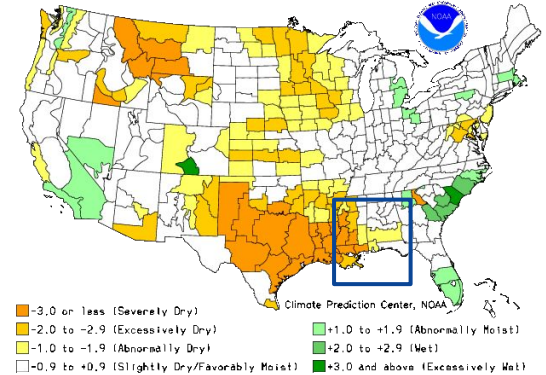 NOAA
Climate Prediction Center, NOAA
-3.0 or less (Severely Dry)
-2.0 to -2.9 (Excessively Dry)
-1.0 to -1.9 (Abnormally Dry)
-0.9 to +0.9 (Slightly Dry/Favorably Moist)
+1.0 to +1.9 (Abnormally Moist)
+2.0 to +2.9 (Wet)
+3.0 and above (Excessively Wet)